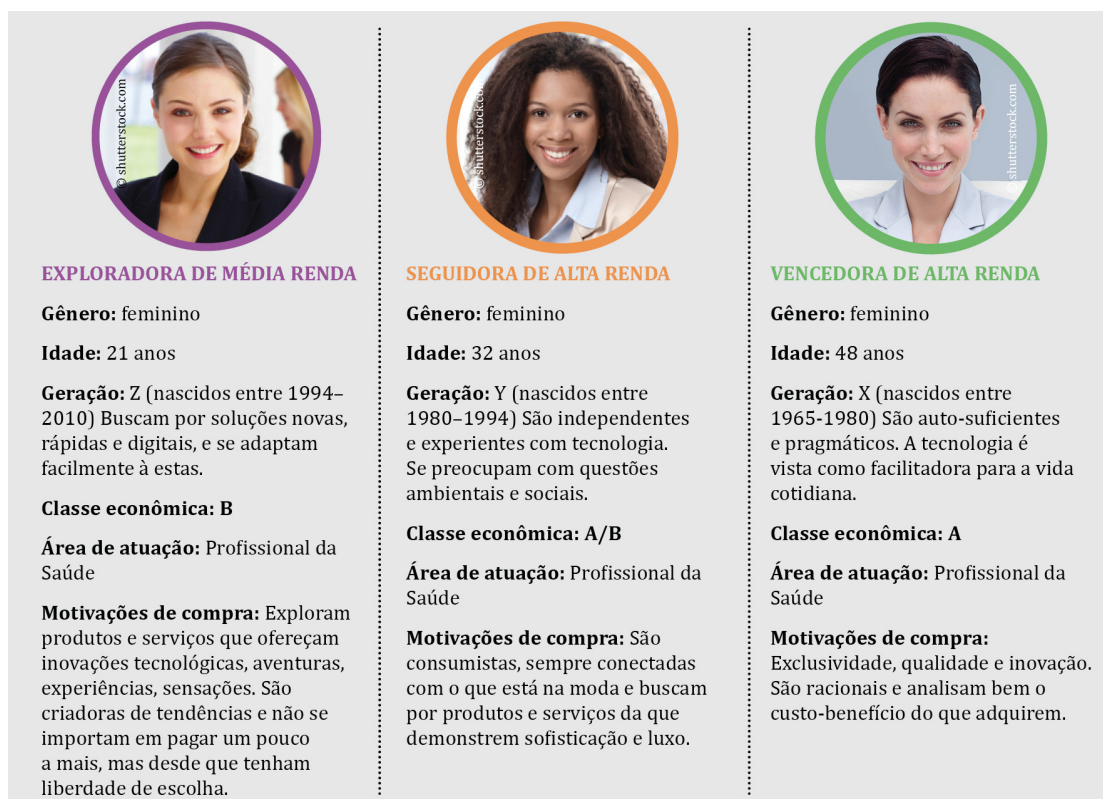 © shutterstock.com
EXPLORADORA DE MÉDIA RENDA
Gênero: feminino
Idade: 21 anos
Geração: Z (nascidos entre 1994–
2010) Buscam por soluções novas,
rápidas e digitais, e se adaptam
facilmente à estas.
Classe econômica: B
Área de atuação: Profissional da
Saúde
Motivações de compra: Exploram
produtos e serviços que ofereçam
inovações tecnológicas, aventuras,
experiências, sensações. São
criadoras de tendências e não se
importam em pagar um pouco
a mais, mas desde que tenham
liberdade de escolha.
© shutterstock.co
SEGUIDORA DE ALTA RENDA
Gênero: feminino
Idade: 32 anos
Geração: Y (nascidos entre
1980–1994) São independentes
e experientes com tecnologia.
Se preocupam com questões
ambientais e sociais.
Classe econômica: A/B
Área de atuação: Profissional da
Saúde
Motivações de compra: São
consumistas, sempre conectadas
com o que está na moda e buscam
por produtos e serviços da que
demonstrem sofisticação e luxo.
© shutterstock.com
VENCEDORA DE ALTA RENDA
Gênero: feminino
Idade: 48 anos
Geração: X (nascidos entre
1965-1980) São auto-suficientes
e pragmáticos. A tecnologia é
vista como facilitadora para a vida
cotidiana.
Classe econômica: A
Área de atuação: Profissional da
Saúde
Motivações de compra:
Exclusividade, qualidade e inovação.
São racionais e analisam bem o
custo-benefício do que adquirem.